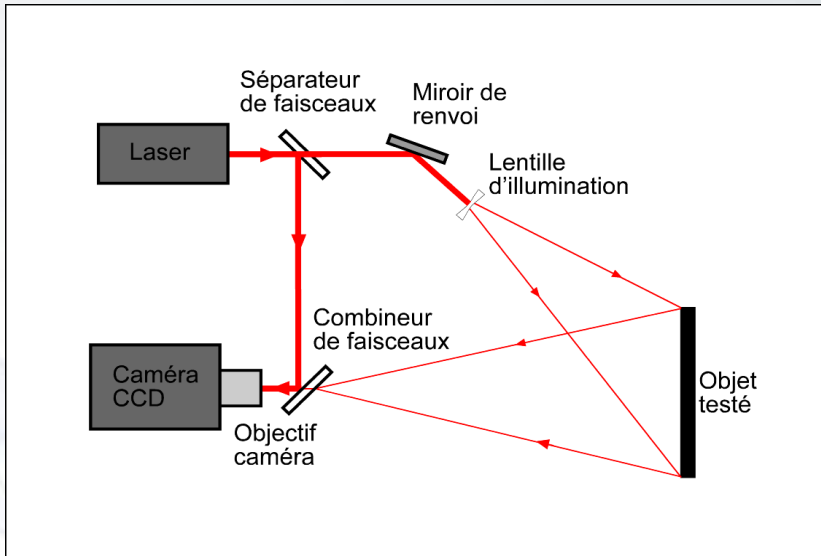 Séparateur
de faisceaux
Miroir de
renvoi
Laser
Lentille
d'illumination
Combineur
de faisceaux
Caméra
CCD
Objet
testé
Objectif
caméra